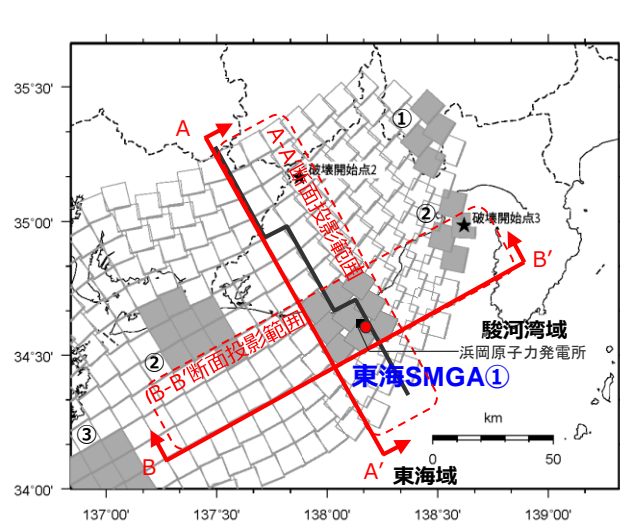 35°30'
35°00'
34°30'
34°00'
137°00'
137°30'
138°00'
138°30'
139°00'
A
①
A-A'断面投影範囲
破壊開始点2
②
破壊開始点3
B'
駿河湾域
浜岡原子力発電所
東海SMGA①
②
B-B'断面投影範囲
③
B
A'
東海域
km
0
50